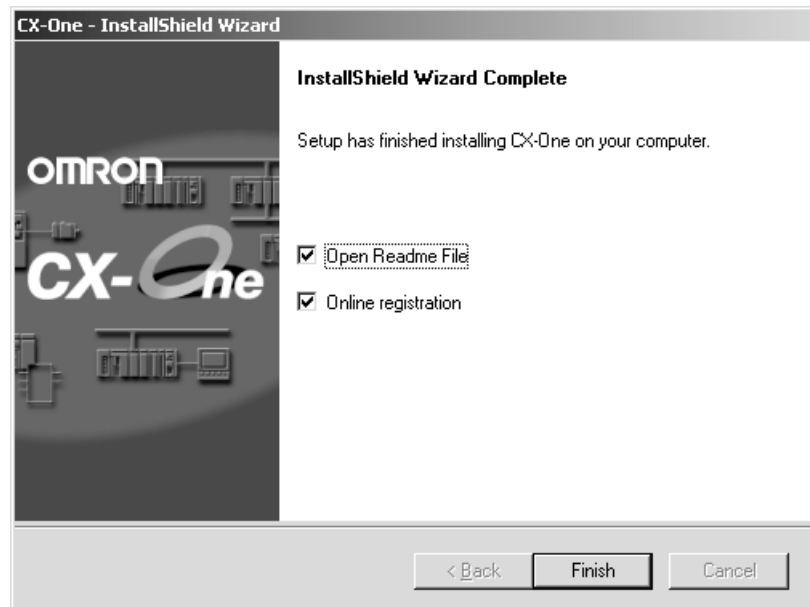 CX-One - InstallShield Wizard
InstallShield Wizard Complete
Setup has finished installing CX-One on your computer.
OMRON
CX-One
Open Readme File
Online registration
< Back
Finish
Cancel